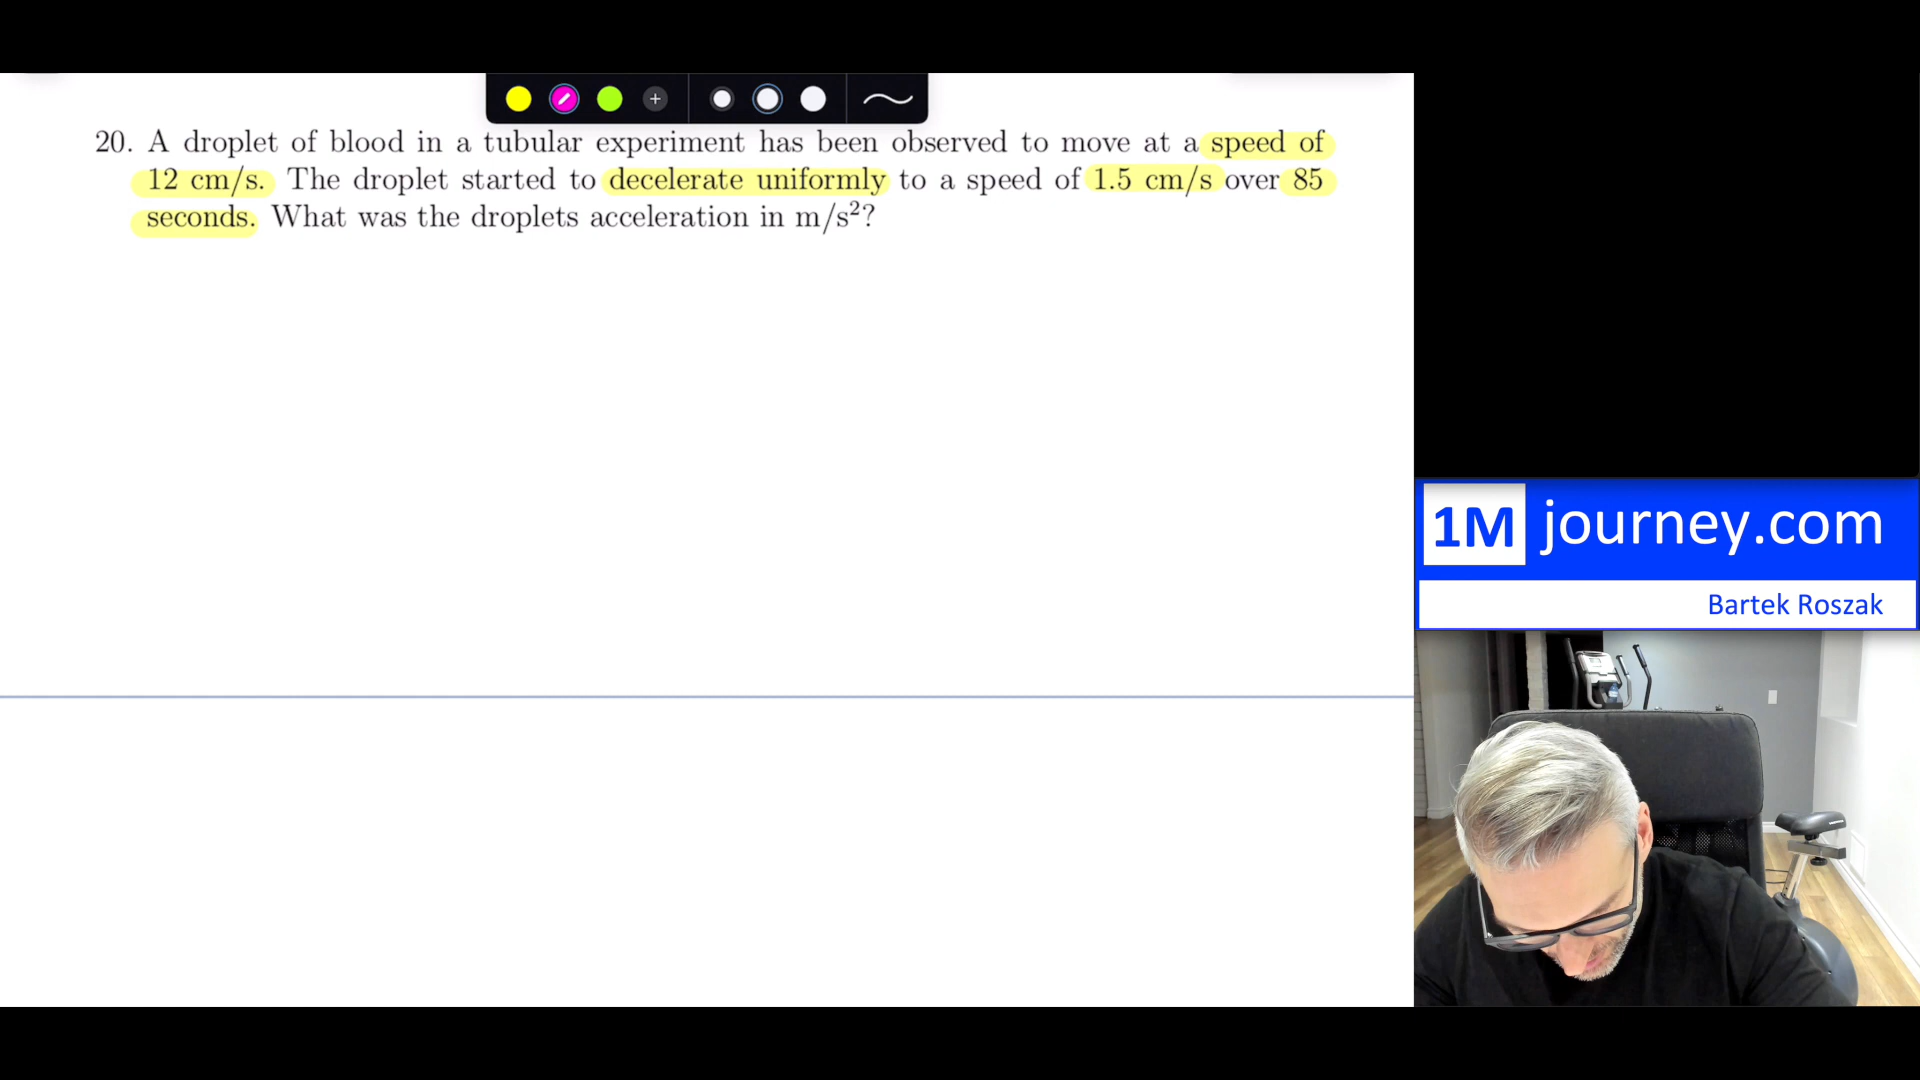 20. A droplet of blood in a tubular experiment has been observed to move at a speed of
12 cm/s. The droplet started to decelerate uniformly to a speed of 1.5 cm/s over 85
seconds. What was the droplets acceleration in m/s²?
1M journey.com
Bartek Roszak